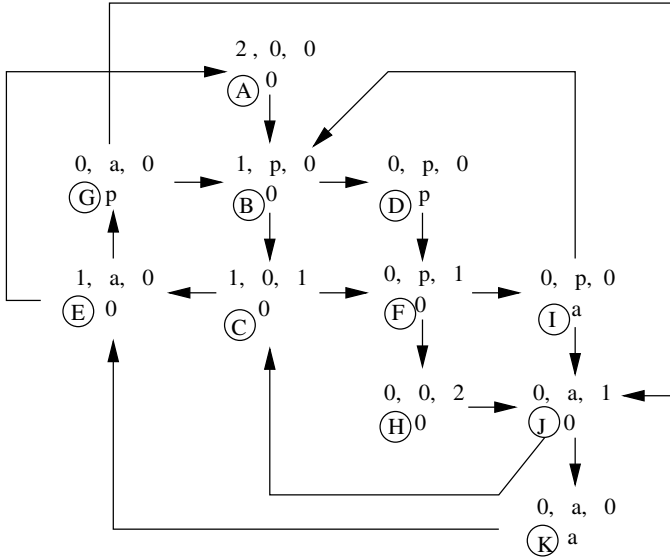 2, 0, 0
A 0
0, a, 0
1, p, 0
0, p, 0
G p
B 0
D p
1, a, 0
1, 0, 1
0, p, 1
0, p, 0
E 0
C 0
F 0
I a
0, 0, 2
0, a, 1
H 0
J 0
0, a, 0
K a